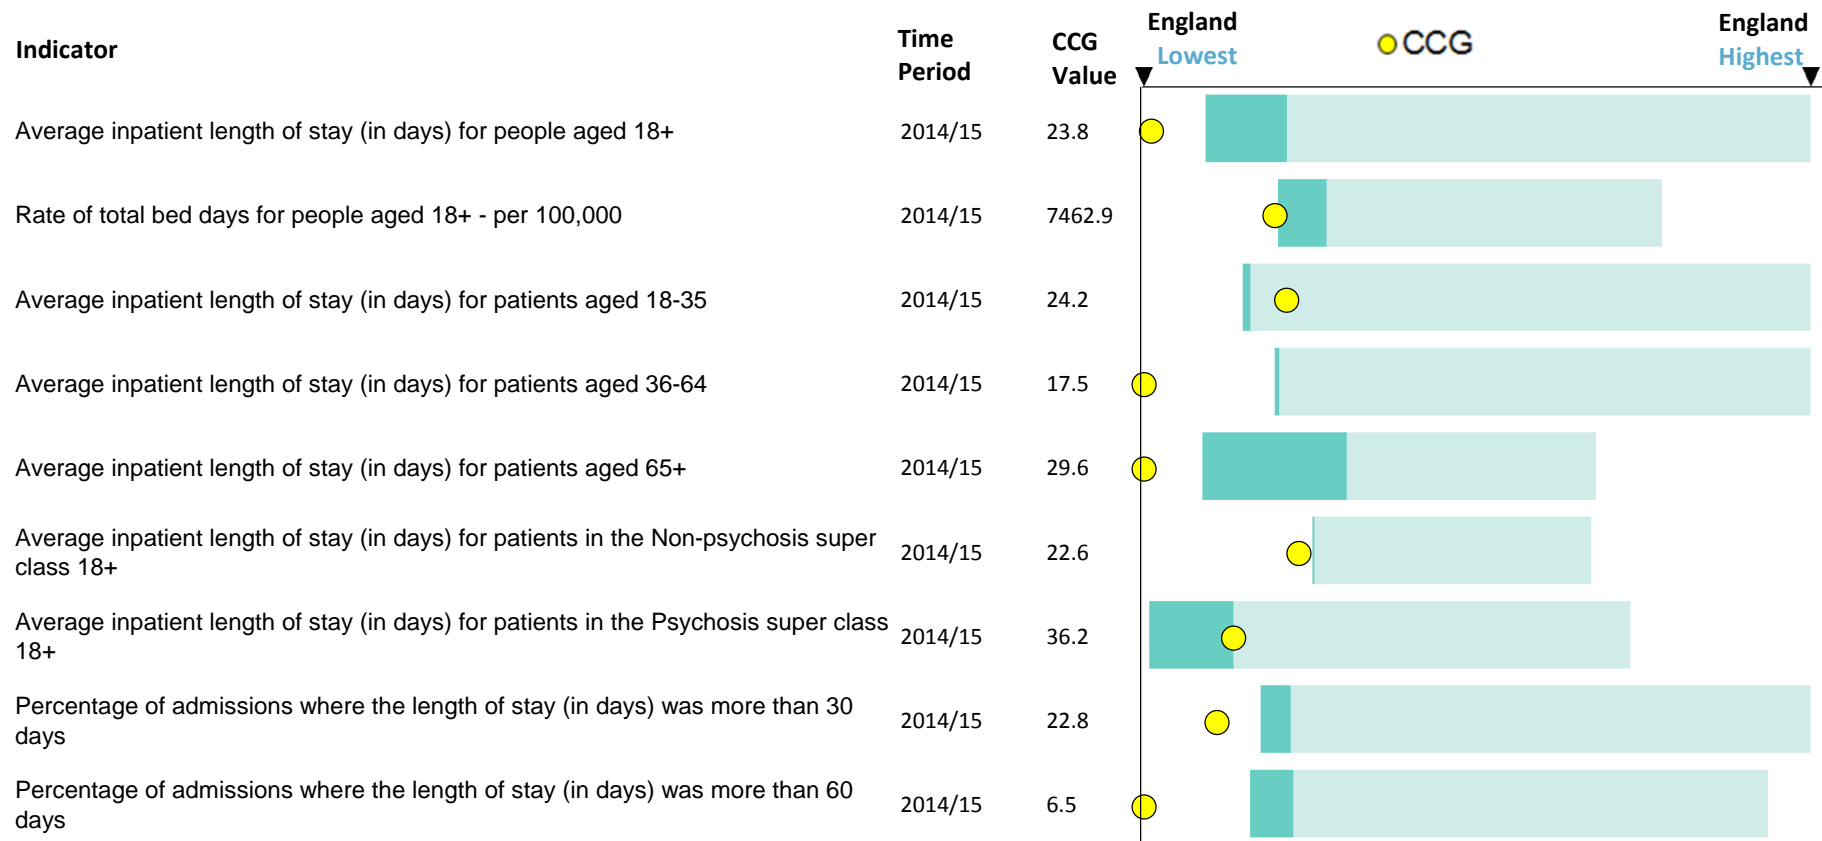 Indicator
Time
Period
CCG
Value
England
Lowest
CCG
England
Highest
Average inpatient length of stay (in days) for people aged 18+ 2014/15 23.8
Rate of total bed days for people aged 18+ - per 100,000 2014/15 7462.9
Average inpatient length of stay (in days) for patients aged 18-35 2014/15 24.2
Average inpatient length of stay (in days) for patients aged 36-64 2014/15 17.5
Average inpatient length of stay (in days) for patients aged 65+ 2014/15 29.6
Average inpatient length of stay (in days) for patients in the Non-psychosis super
class 18+
2014/15 22.6
Average inpatient length of stay (in days) for patients in the Psychosis super class
18+
2014/15 36.2
Percentage of admissions where the length of stay (in days) was more than 30
days
2014/15 22.8
Percentage of admissions where the length of stay (in days) was more than 60
days
2014/15 6.5